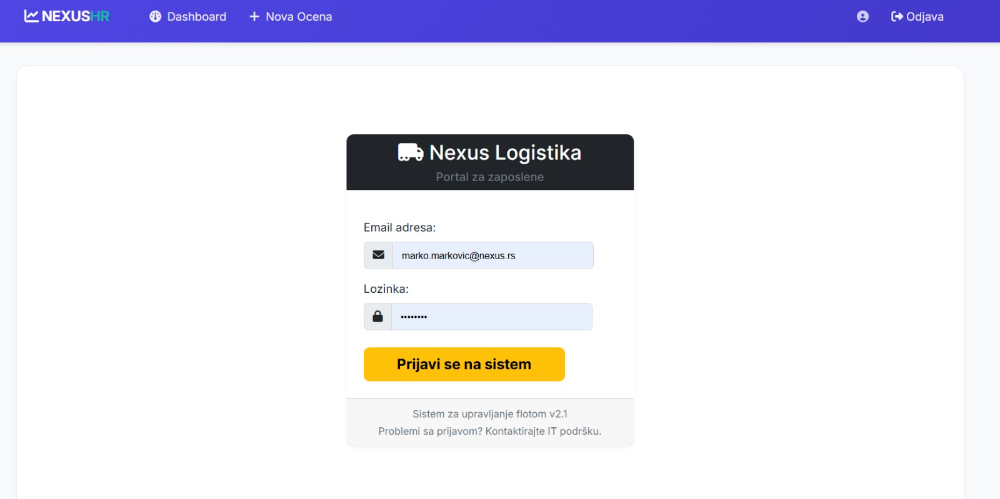 NEXUSHR Dashboard Nova Ocena Odjava
Nexus Logistika
Portal za zaposlene
Email adresa:
marko.markovic@nexus.rs
Lozinka:
••••••••
Prijavi se na sistem
Sistem za upravljanje flotom v2.1
Problemi sa prijavom? Kontaktirajte IT podršku.